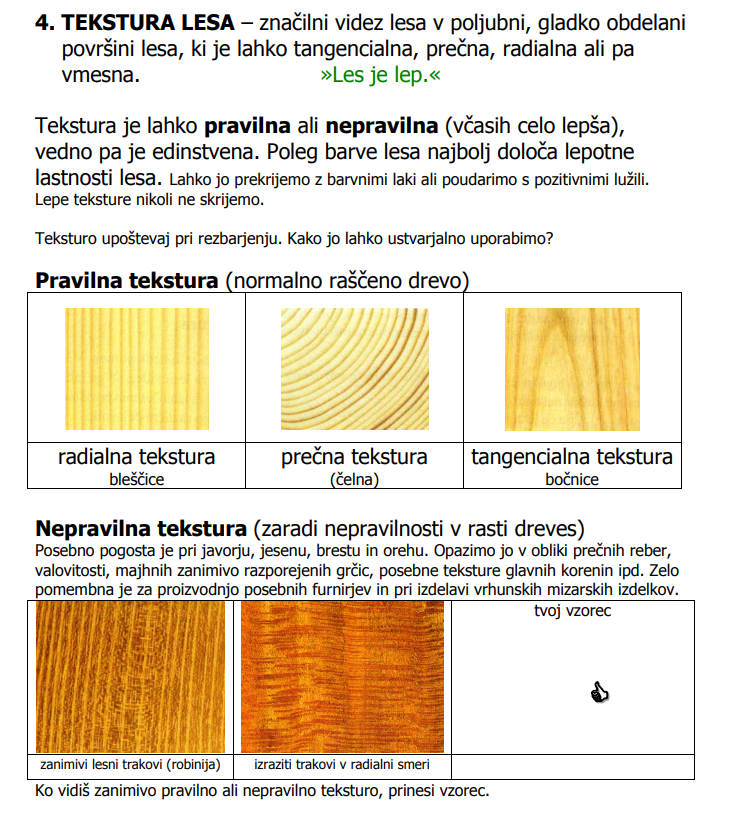 4. TEKSTURA LESA – značilni videz lesa v poljubni, gladko obdelani
površini lesa, ki je lahko tangencialna, prečna, radialna ali pa
vmesna. »Les je lep.«
Tekstura je lahko pravilna ali nepravilna (včasih celo lepša),
vedno pa je edinstvena. Poleg barve lesa najbolj določa lepotne
lastnosti lesa. Lahko jo prekrijemo z barvnimi laki ali poudarimo s pozitivnimi lužili.
Lepe teksture nikoli ne skrijemo.
Teksturo upoštevaj pri rezbarjenju. Kako jo lahko ustvarjalno uporabimo?
Pravilna tekstura (normalno raščeno drevo)
radialna tekstura
blešČice
prečna tekstura
(čelna)
tangencialna tekstura
bočnice
Nepravilna tekstura (zaradi nepravilnosti v rasti dreves)
Posebno pogosta je pri javorju, jesenu, brestu in orehu. Opazimo jo v obliki prečnih reber,
valovitosti, majhnih zanimivo razporejenih grčic, posebne teksture glavnih korenin ipd. Zelo
pomembna je za proizvodnjo posebnih furnirjev in pri izdelavi vrhunskih mizarskih izdelkov.
tvoj vzorec
zanimivi lesni trakovi (robinija)
izraziti trakovi v radialni smeri
Ko vidiš zanimivo pravilno ali nepravilno teksturo, prinesi vzorec.